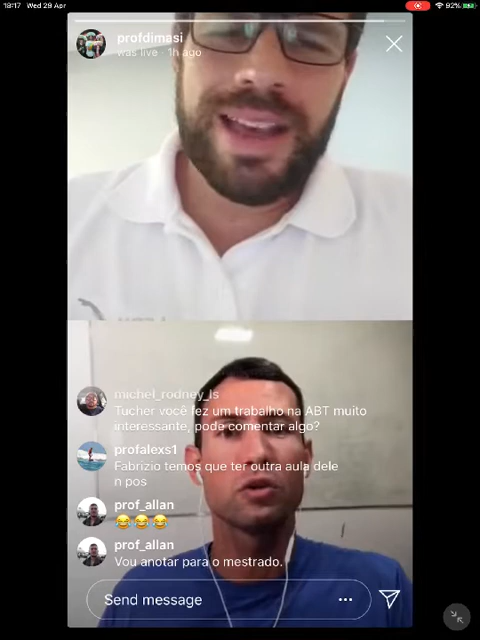 18:17 Wed 29 Apr
92%
profdimasi
was live · 1h ago
michel_rodney_ls
Tucher você fez um trabalho na ABT muito
interessante, pode comentar algo?
profalexs1
Fabrizio temos que ter outra aula dele
n pos
prof_allan
😂😂😂
prof_allan
Vou anotar para o mestrado.
Send message